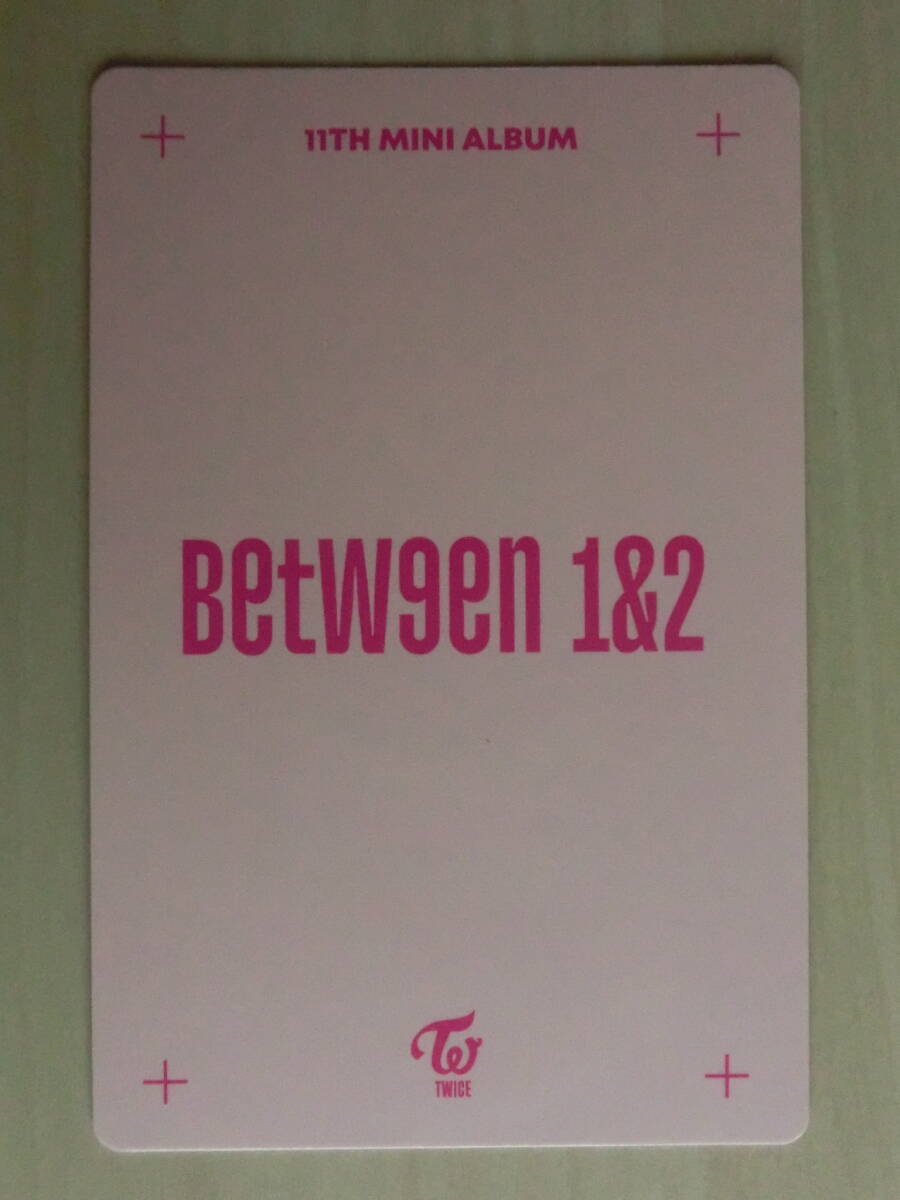 11TH MINI ALBUM
BetW9en 1&2
TWICE